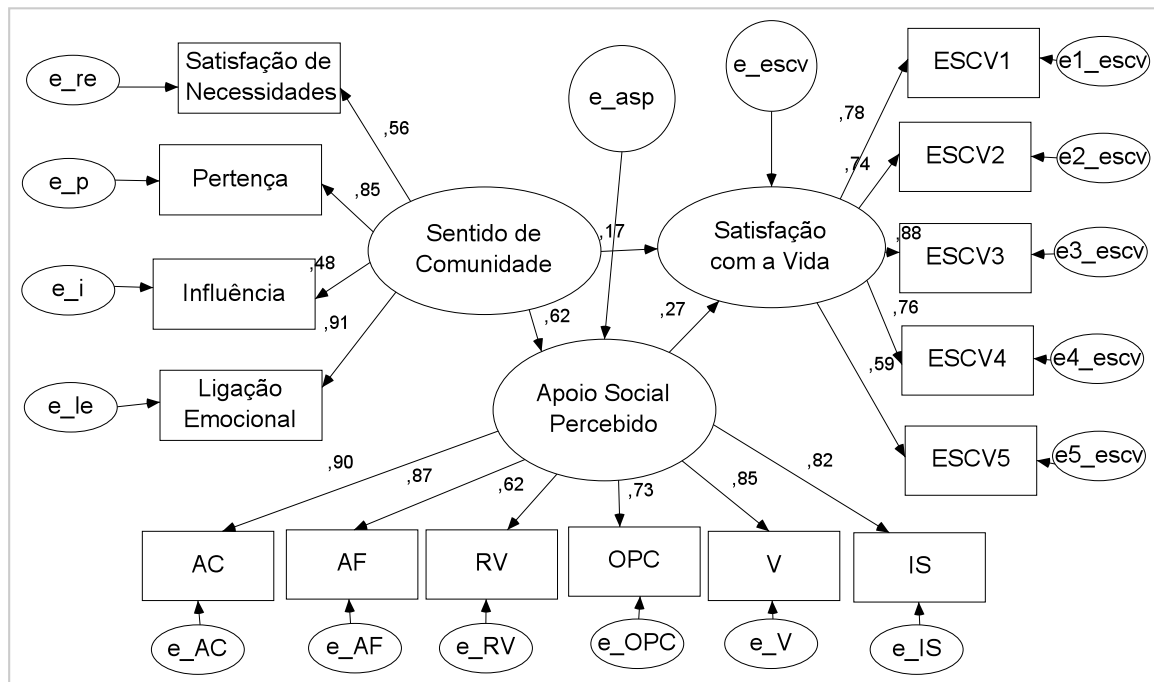 e_re
Satisfação de
Necessidades
,56
e_p
Pertença
,85
e_i
Influência
,48
e_le
Ligação
Emocional
,91
Sentido de
Comunidade
,17
,62
e_asp
e_escv
Satisfação
com a Vida
,27
Apoio Social
Percebido
,78
ESCV1
e1_escv
,74
ESCV2
e2_escv
,88
ESCV3
e3_escv
,76
ESCV4
e4_escv
,59
ESCV5
e5_escv
,90
,87
,62
,73
,85
,82
AC
AF
RV
OPC
V
IS
e_AC
e_AF
e_RV
e_OPC
e_V
e_IS